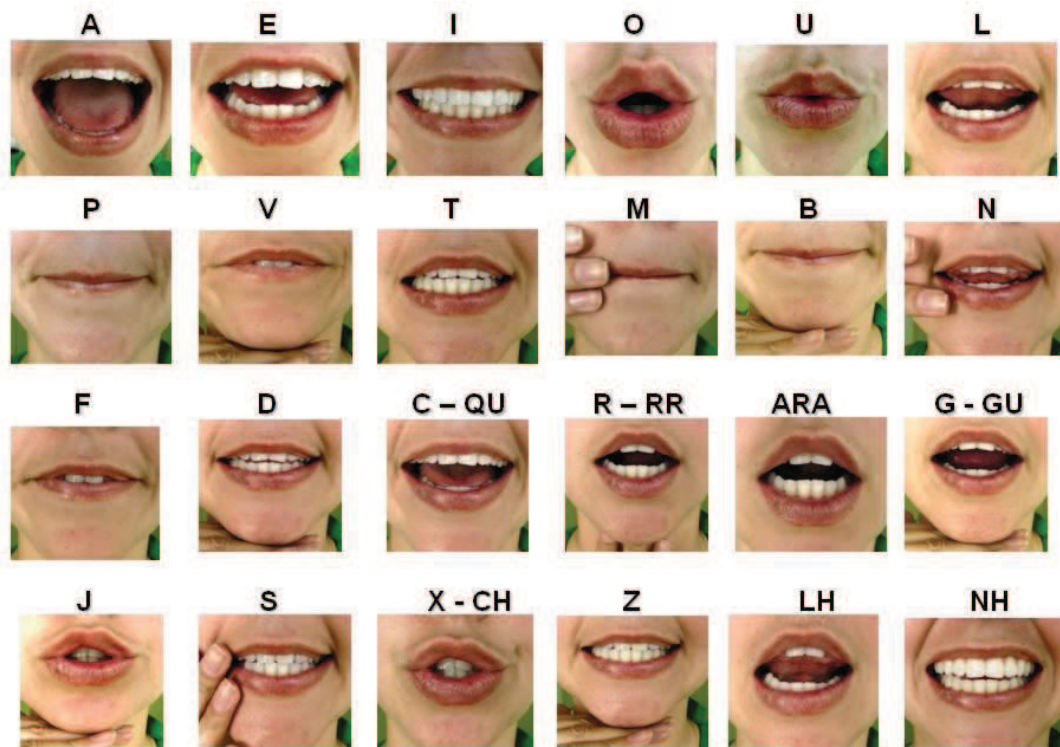 A E I O U L
P V T M B N
F D C – QU R – RR ARA G - GU
J S X - CH Z LH NH